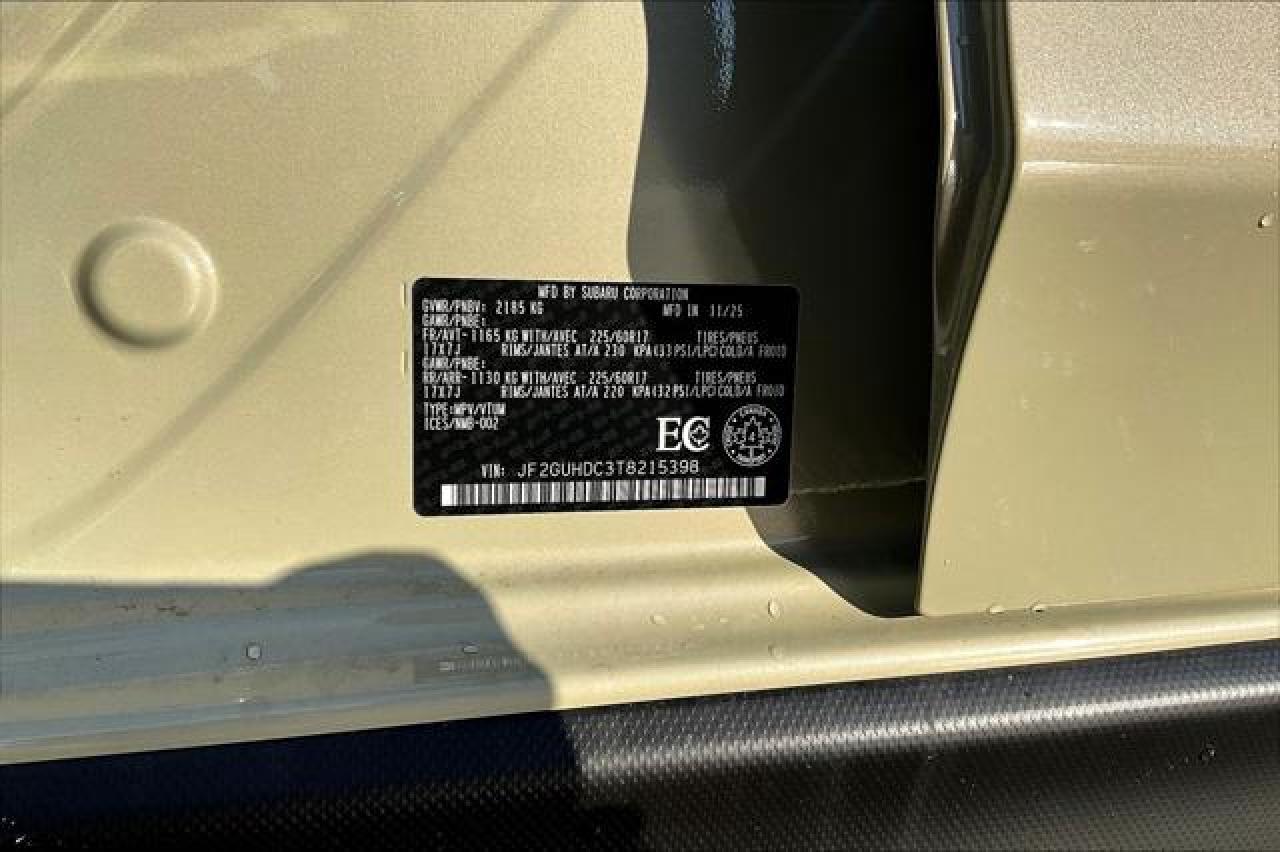 MFD BY SUBARU CORPORATION
GVWR/PNBV: 2185 KG MFD IN 11/25
GAWR/PNBE:
FR/AVT-1165 KG WITH/AVEC 225/60R17 TIRES/PNEUS
17X7J RIMS/JANTES AT/A 230 KPA(33 PSI/LPC)COLD/A FROID
GAWR/PNBE:
RR/ARR-1130 KG WITH/AVEC 225/60R17 TIRES/PNEUS
17X7J RIMS/JANTES AT/A 220 KPA(32 PSI/LPC)COLD/A FROID
TYPE:MPV/VTUM
ICES/NMB-002
EC
CANADA
VIN: JF2GUHDC3T8215398